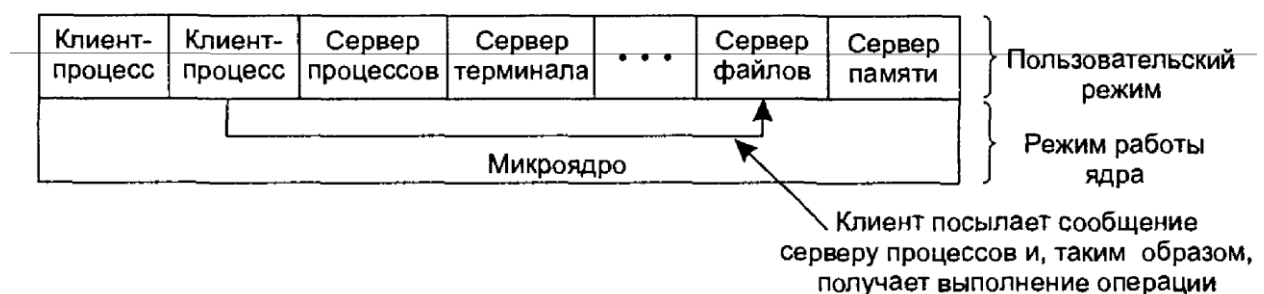 Клиент-
процесс
Клиент-
процесс
Сервер
процессов
Сервер
терминала
• • •
Сервер
файлов
Сервер
памяти
Пользовательский
режим
Микроядро
Режим работы
ядра
Клиент посылает сообщение
серверу процессов и, таким образом,
получает выполнение операции